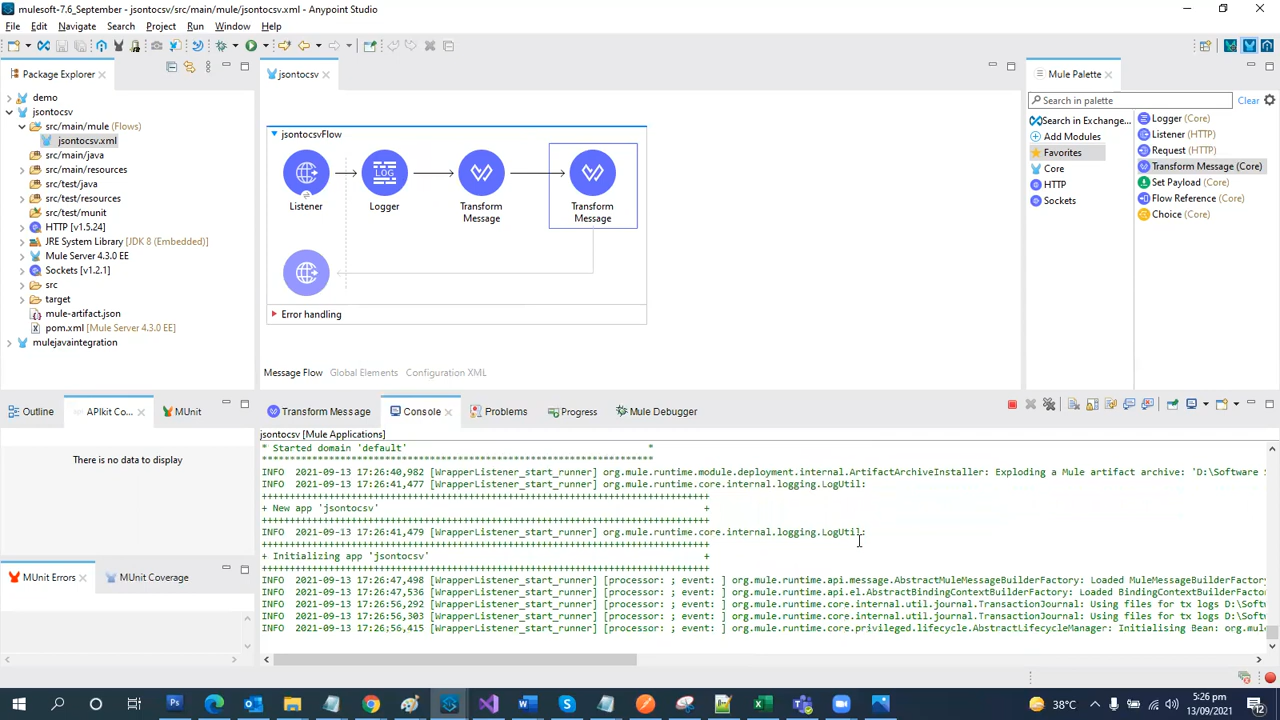 mulesoft-7.6_September - jsontocsv/src/main/mule/jsontocsv.xml - Anypoint Studio
File Edit Navigate Search Project Run Window Help
Package Explorer
demo
jsontocsv
src/main/mule (Flows)
jsontocsv.xml
src/main/java
src/main/resources
src/test/java
src/test/resources
src/test/munit
HTTP [v1.5.24]
JRE System Library [JDK 8 (Embedded)]
Mule Server 4.3.0 EE
Sockets [v1.2.1]
src
target
mule-artifact.json
pom.xml [Mule Server 4.3.0 EE]
mulejavaintegration
jsontocsv
jsontocsvFlow
LOG
Listener
Logger
Transform
Message
Transform
Message
Error handling
Message Flow Global Elements Configuration XML
Mule Palette
Search in palette
Clear
Search in Exchange...
Add Modules
Favorites
Core
HTTP
Sockets
Logger (Core)
Listener (HTTP)
Request (HTTP)
Transform Message (Core)
Set Payload (Core)
Flow Reference (Core)
Choice (Core)
Outline APIkit Co... MUnit
There is no data to display
MUnit Errors MUnit Coverage
Transform Message Console Problems Progress Mule Debugger
jsontocsv [Mule Applications]
* Started domain 'default' *
*****************************************************************
INFO 2021-09-13 17:26:40,982 [WrapperListener_start_runner] org.mule.runtime.module.deployment.internal.ArtifactArchiveInstaller: Exploding a Mule artifact archive: 'D:\Software S
INFO 2021-09-13 17:26:41,477 [WrapperListener_start_runner] org.mule.runtime.core.internal.logging.LogUtil:
++++++++++++++++++++++++++++++++++++++++++++++++++++++++++++++++++++++++++
+ New app 'jsontocsv' +
++++++++++++++++++++++++++++++++++++++++++++++++++++++++++++++++++++++++++
INFO 2021-09-13 17:26:41,479 [WrapperListener_start_runner] org.mule.runtime.core.internal.logging.LogUtil:
++++++++++++++++++++++++++++++++++++++++++++++++++++++++++++++++++++++++++
+ Initializing app 'jsontocsv' +
++++++++++++++++++++++++++++++++++++++++++++++++++++++++++++++++++++++++++
INFO 2021-09-13 17:26:47,498 [WrapperListener_start_runner] [processor: ; event: ] org.mule.runtime.api.message.AbstractMuleMessageBuilderFactory: Loaded MuleMessageBuilderFactory
INFO 2021-09-13 17:26:47,536 [WrapperListener_start_runner] [processor: ; event: ] org.mule.runtime.api.el.AbstractBindingContextBuilderFactory: Loaded BindingContextBuilderFactory
INFO 2021-09-13 17:26:56,292 [WrapperListener_start_runner] [processor: ; event: ] org.mule.runtime.core.internal.util.journal.TransactionJournal: Using files for tx logs D:\Soft
INFO 2021-09-13 17:26:56,303 [WrapperListener_start_runner] [processor: ; event: ] org.mule.runtime.core.internal.util.journal.TransactionJournal: Using files for tx logs D:\Soft
INFO 2021-09-13 17:26:56,415 [WrapperListener_start_runner] [processor: ; event: ] org.mule.runtime.core.privileged.lifecycle.AbstractLifecycleManager: Initialising Bean: org.mu
38°C
5:26 pm
13/09/2021